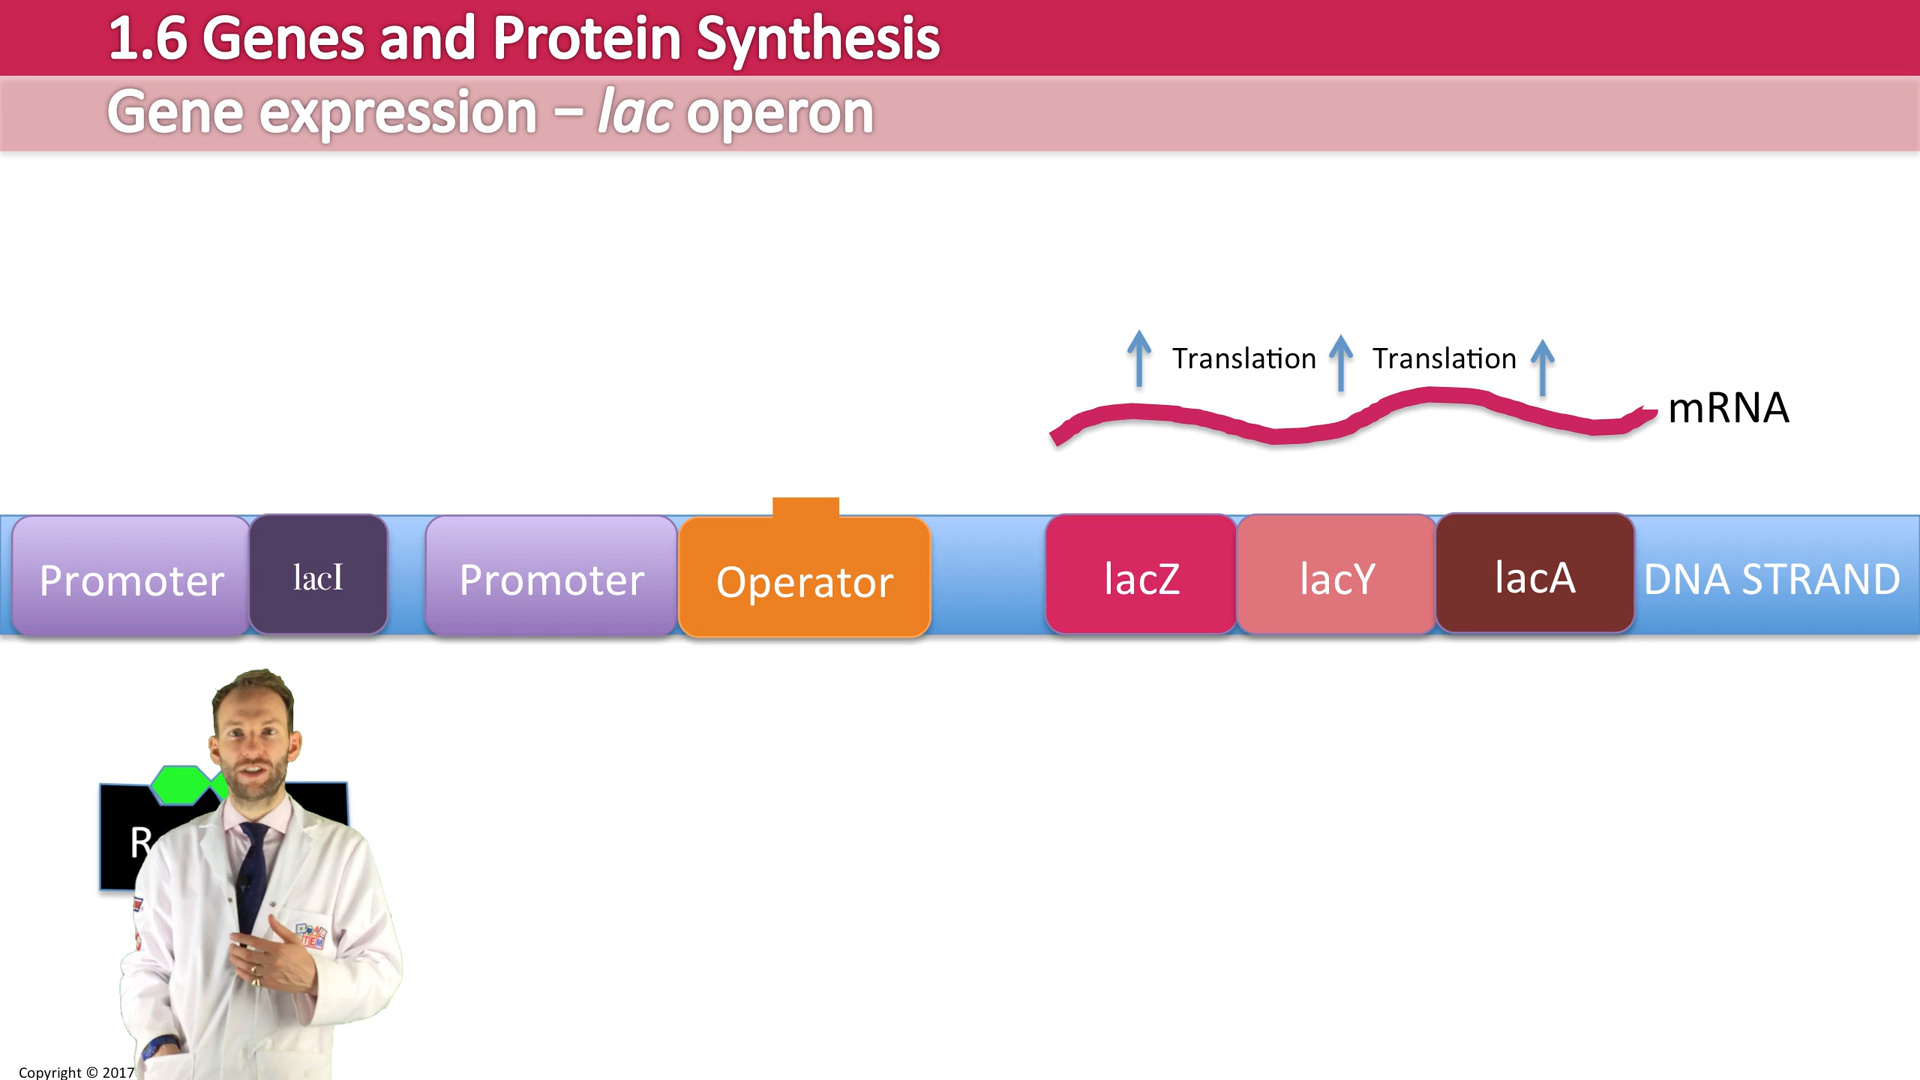 1.6 Genes and Protein Synthesis
Gene expression – lac operon
Translation Translation
mRNA
Promoter lacI Promoter Operator lacZ lacY lacA DNA STRAND
Copyright © 2017